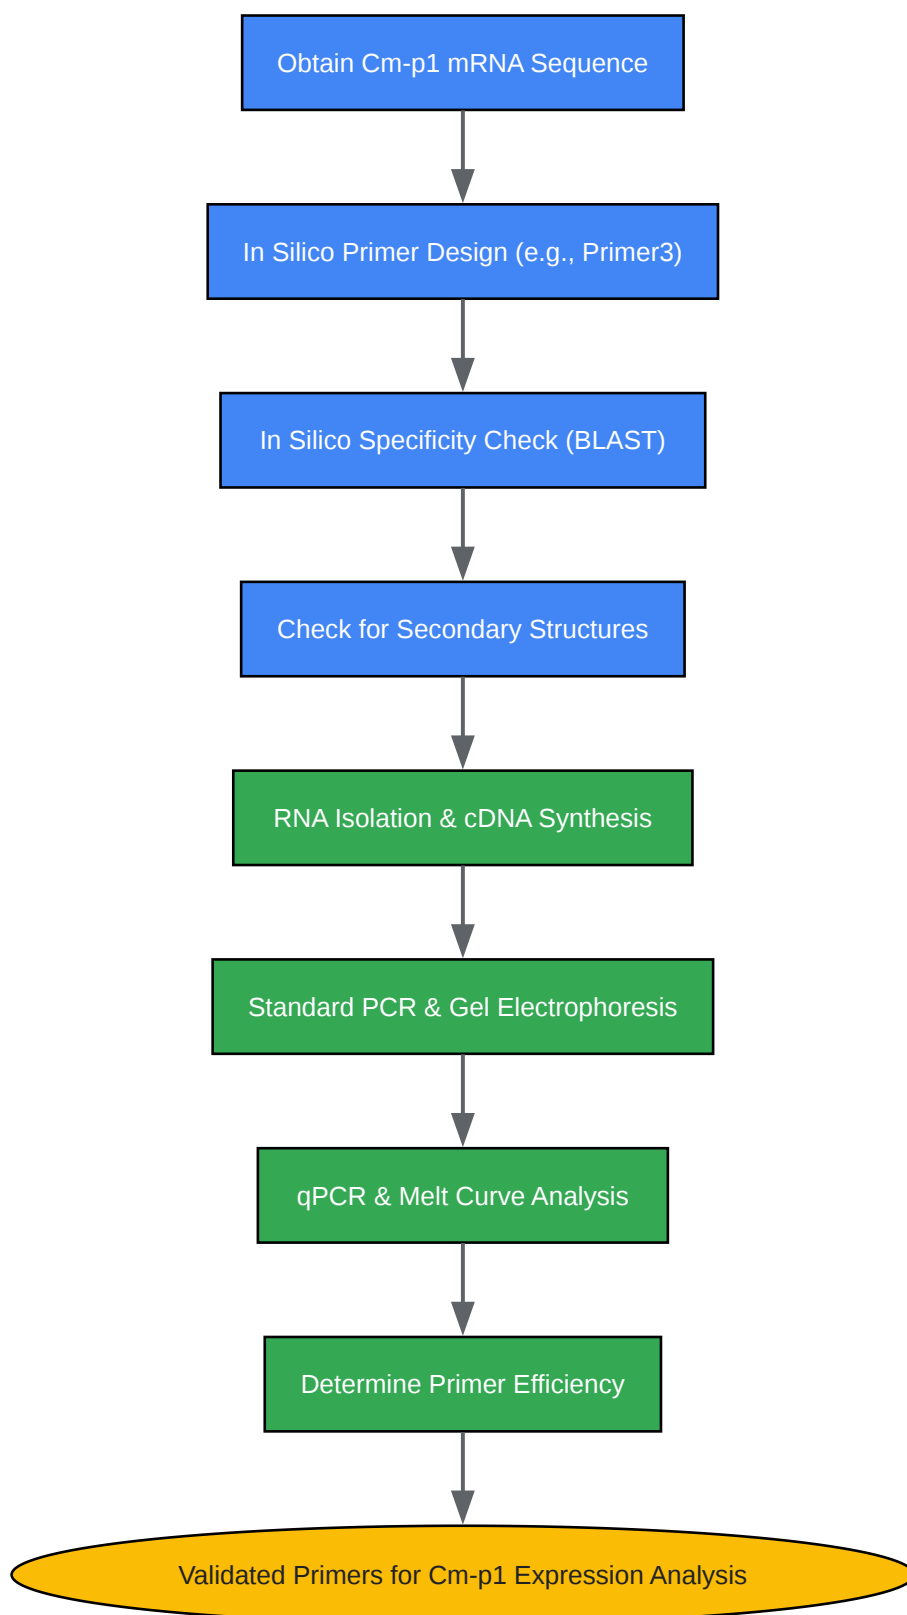 Obtain Cm-p1 mRNA Sequence
In Silico Primer Design (e.g., Primer3)
In Silico Specificity Check (BLAST)
Check for Secondary Structures
RNA Isolation & cDNA Synthesis
Standard PCR & Gel Electrophoresis
qPCR & Melt Curve Analysis
Determine Primer Efficiency
Validated Primers for Cm-p1 Expression Analysis